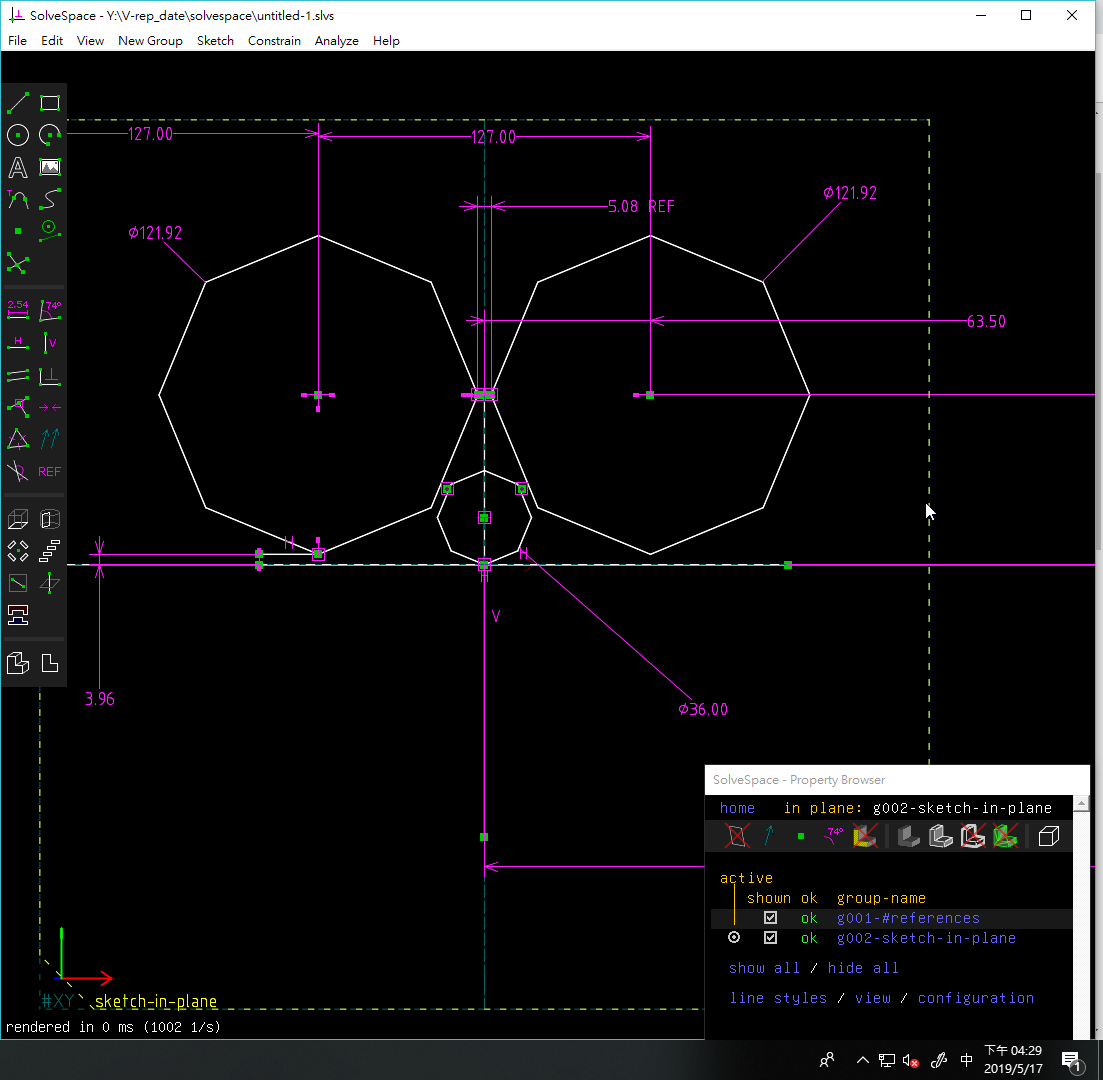 SolveSpace - Y:\V-rep_date\solvespace\untitled-1.slvs
File Edit View New Group Sketch Constrain Analyze Help
127.00
127.00
5.08 REF
⌀121.92
⌀121.92
63.50
A
T
2.54 74°
H V
REF
H
H
H
V
3.96
⌀36.00
SolveSpace - Property Browser
home in plane: g002-sketch-in-plane
74°
active
shown ok group-name
ok g001-#references
ok g002-sketch-in-plane
show all / hide all
line styles / view / configuration
#XY sketch-in-plane
rendered in 0 ms (1002 1/s)
中
下午 04:29
2019/5/17
1